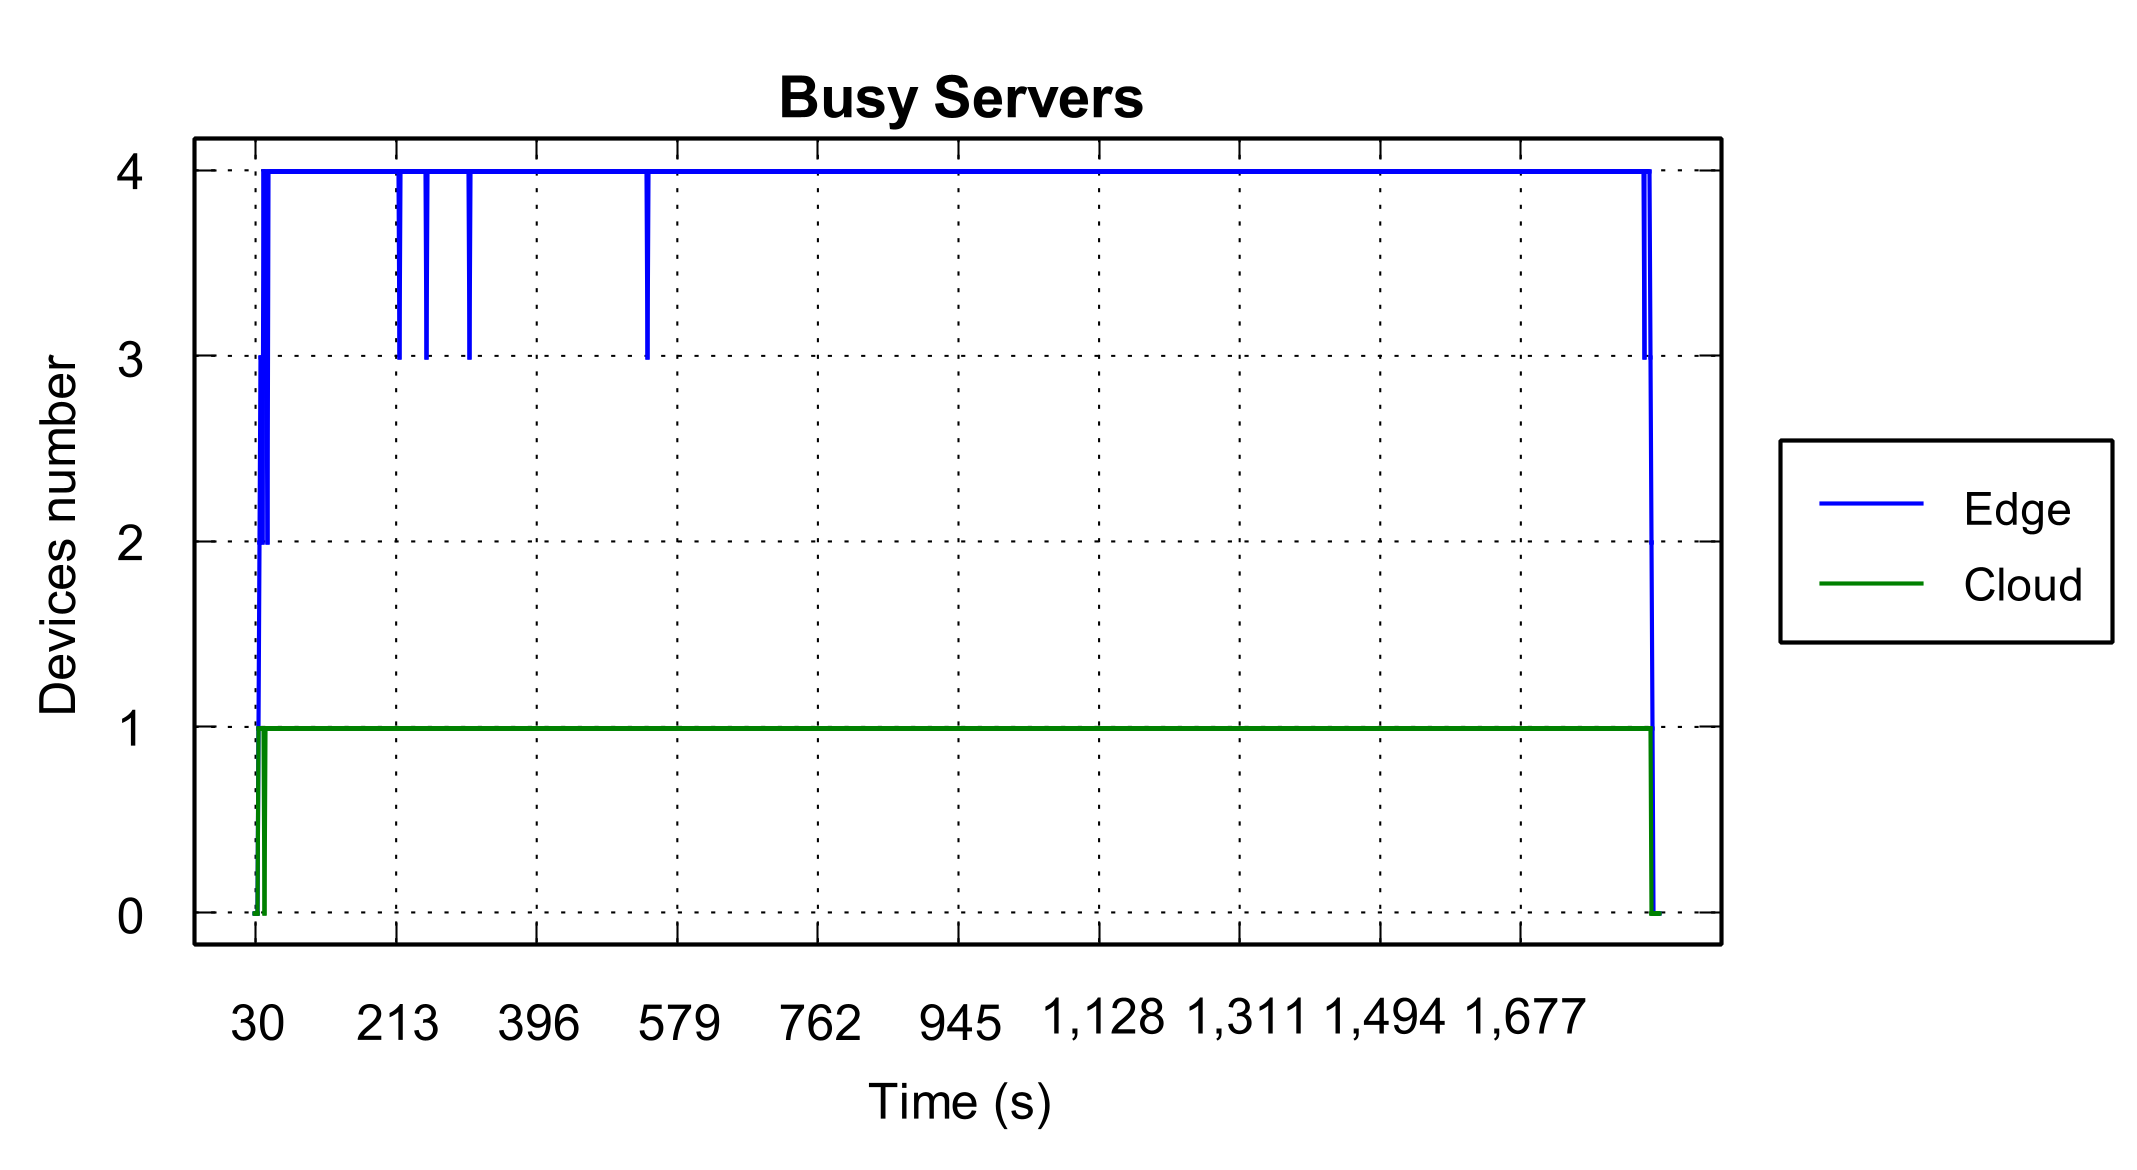 Busy Servers
4
3
2
1
0
Devices number
30 213 396 579 762 945 1,128 1,311 1,494 1,677
Time (s)
Edge
Cloud